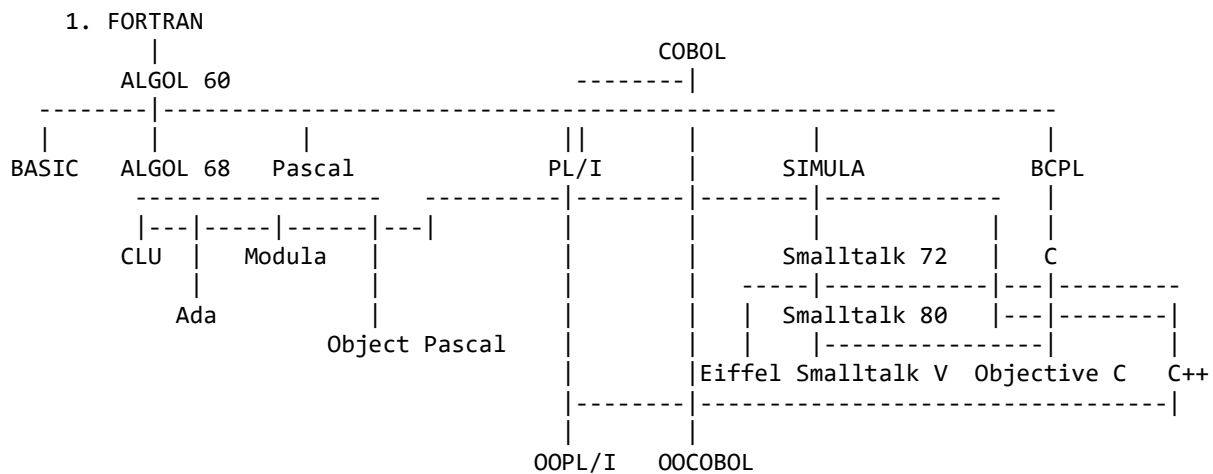 1. FORTRAN
COBOL
ALGOL 60
BASIC ALGOL 68 Pascal PL/I SIMULA BCPL
CLU Modula Smalltalk 72 C
Ada Smalltalk 80
Object Pascal
Eiffel Smalltalk V Objective C C++
OOPL/I OOCOBOL